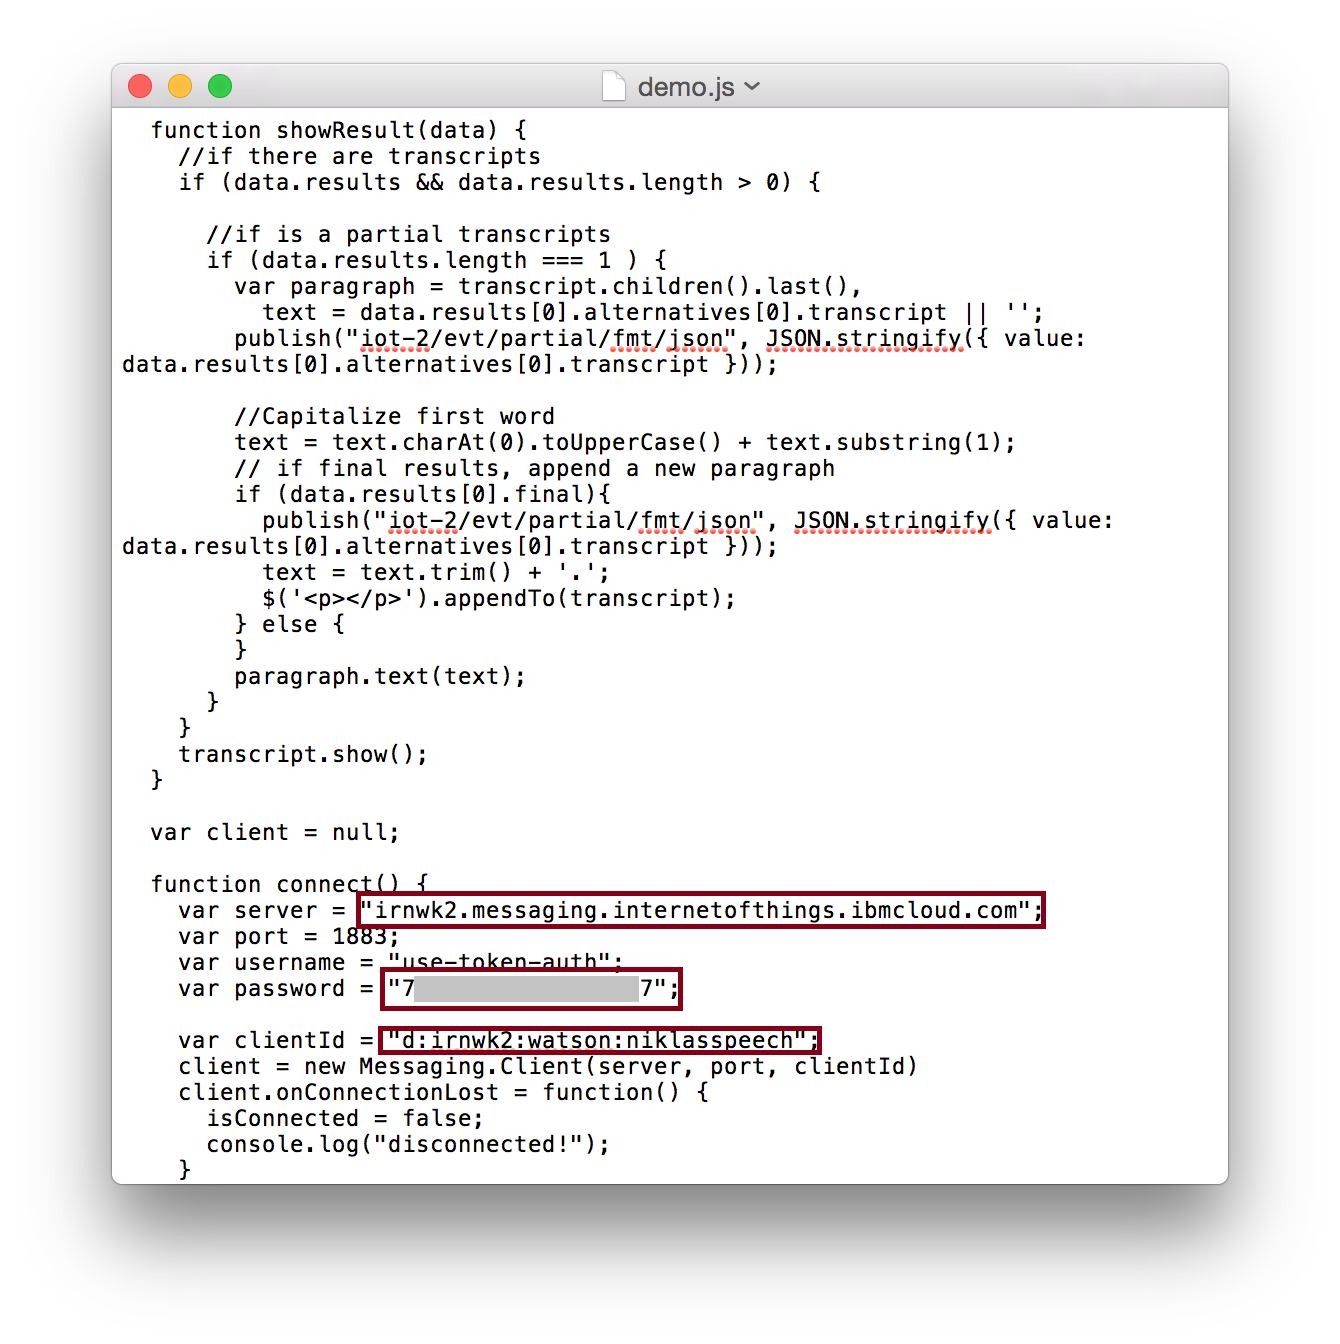 demo.js
function showResult(data) {
//if there are transcripts
if (data.results && data.results.length > 0) {
//if is a partial transcripts
if (data.results.length === 1 ) {
var paragraph = transcript.children().last(),
text = data.results[0].alternatives[0].transcript || '';
publish("iot-2/evt/partial/fmt/json", JSON.stringify({ value:
data.results[0].alternatives[0].transcript }));
//Capitalize first word
text = text.charAt(0).toUpperCase() + text.substring(1);
// if final results, append a new paragraph
if (data.results[0].final){
publish("iot-2/evt/partial/fmt/json", JSON.stringify({ value:
data.results[0].alternatives[0].transcript }));
text = text.trim() + '.';
$('<p></p>').appendTo(transcript);
} else {
}
paragraph.text(text);
}
}
transcript.show();
}
var client = null;
function connect() {
var server = "irnwk2.messaging.internetofthings.ibmcloud.com";
var port = 1883;
var username = "use-token-auth";
var password = "7 7";
var clientId = "d:irnwk2:watson:niklasspeech";
client = new Messaging.Client(server, port, clientId)
client.onConnectionLost = function() {
isConnected = false;
console.log("disconnected!");
}